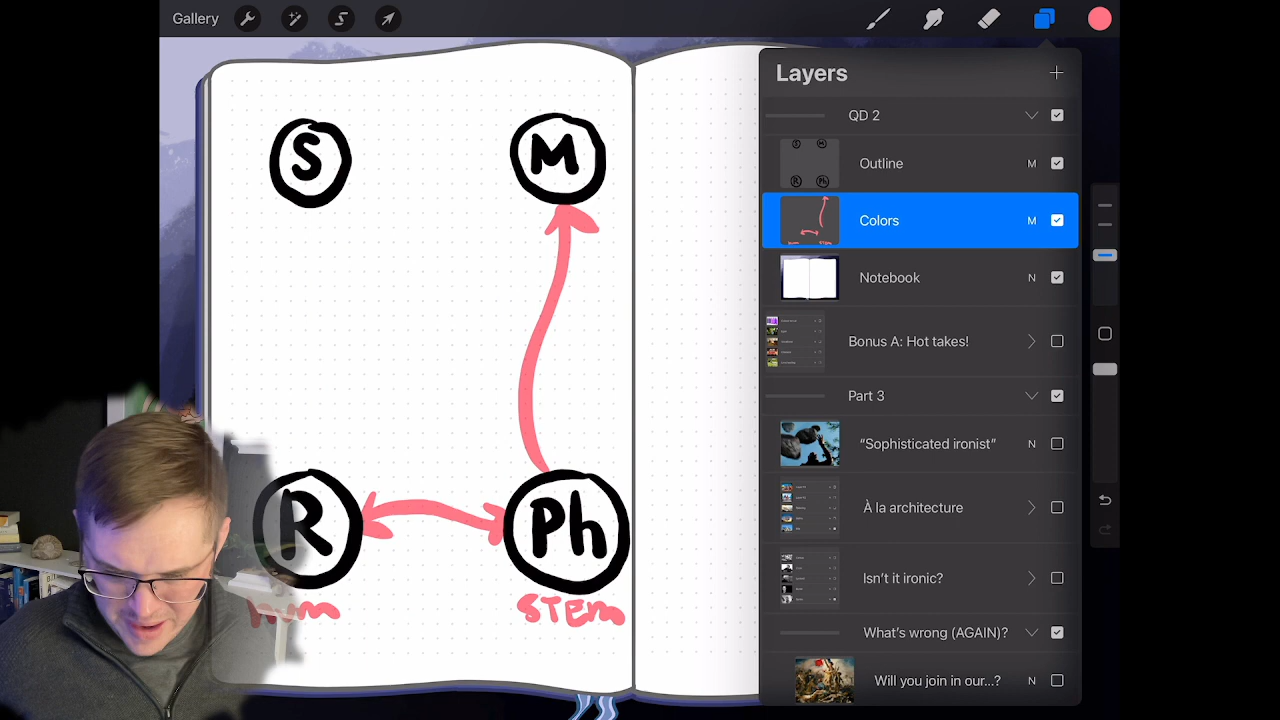 Gallery
S
M
R
Ph
hum
STEM
Layers
QD 2
Outline
M
Colors
M
Notebook
N
Bonus A: Hot takes!
Part 3
“Sophisticated ironist”
N
À la architecture
Isn’t it ironic?
What’s wrong (AGAIN)?
Will you join in our...?
N